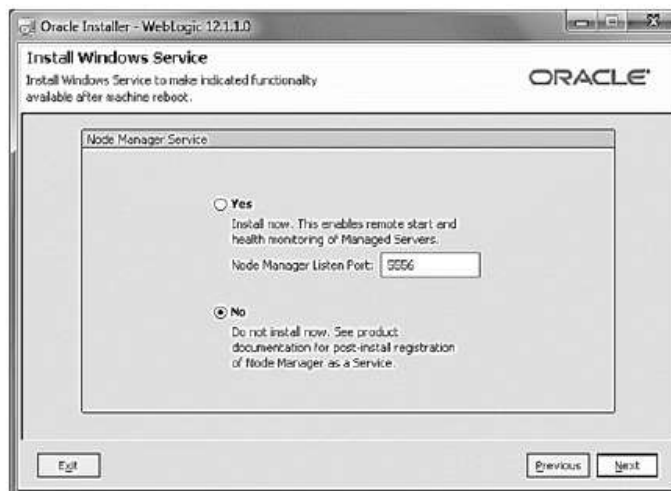 Oracle Installer - WebLogic 12.1.1.0
Install Windows Service
Install Windows Service to make indicated functionality
available after machine reboot.
ORACLE
Node Manager Service
Yes
Install now. This enables remote start and
health monitoring of Managed Servers.
Node Manager Listen Port: 5556
No
Do not install now. See product
documentation for post-install registration
of Node Manager as a Service.
Exit
Previous
Next